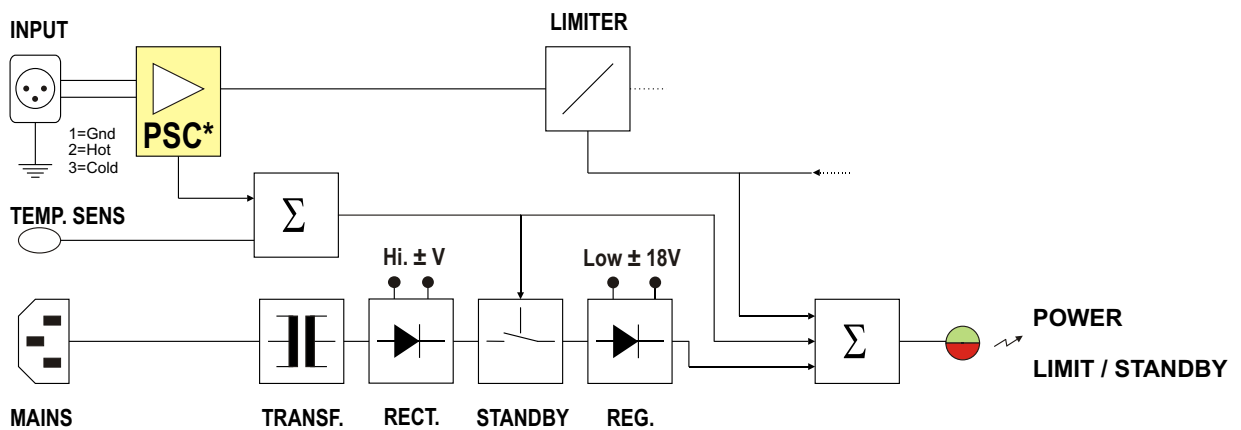 INPUT
LIMITER
PSC*
1=Gnd
2=Hot
3=Cold
TEMP. SENS
Σ
Hi. ± V
Low ± 18V
Σ
POWER
LIMIT / STANDBY
MAINS
TRANSF.
RECT.
STANDBY
REG.